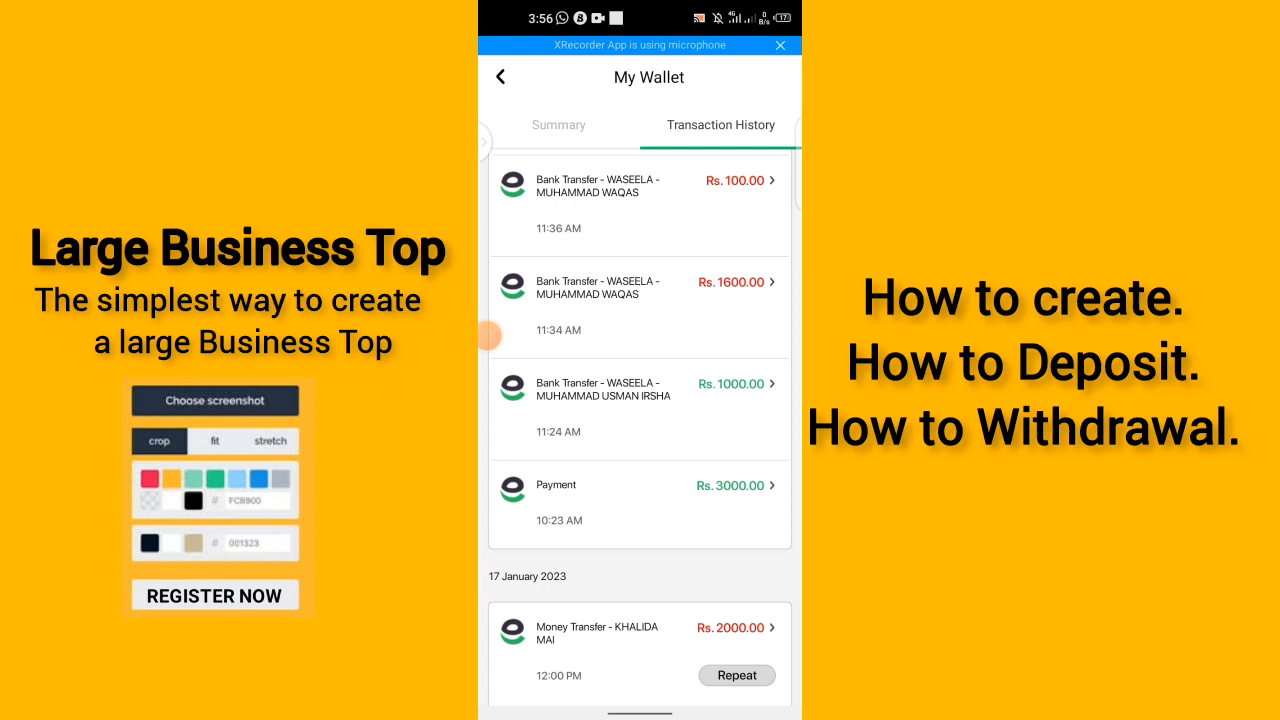 Large Business Top
The simplest way to create
a large Business Top
Choose screenshot
crop fit stretch
# FCB900
# 001323
REGISTER NOW
3:56 4G 0 B/s 17
XRecorder App is using microphone
My Wallet
Summary Transaction History
Bank Transfer - WASEELA - Rs. 100.00
MUHAMMAD WAQAS
11:36 AM
Bank Transfer - WASEELA - Rs. 1600.00
MUHAMMAD WAQAS
11:34 AM
Bank Transfer - WASEELA - Rs. 1000.00
MUHAMMAD USMAN IRSHA
11:24 AM
Payment Rs. 3000.00
10:23 AM
17 January 2023
Money Transfer - KHALIDA Rs. 2000.00
MAI
12:00 PM Repeat
How to create.
How to Deposit.
How to Withdrawal.